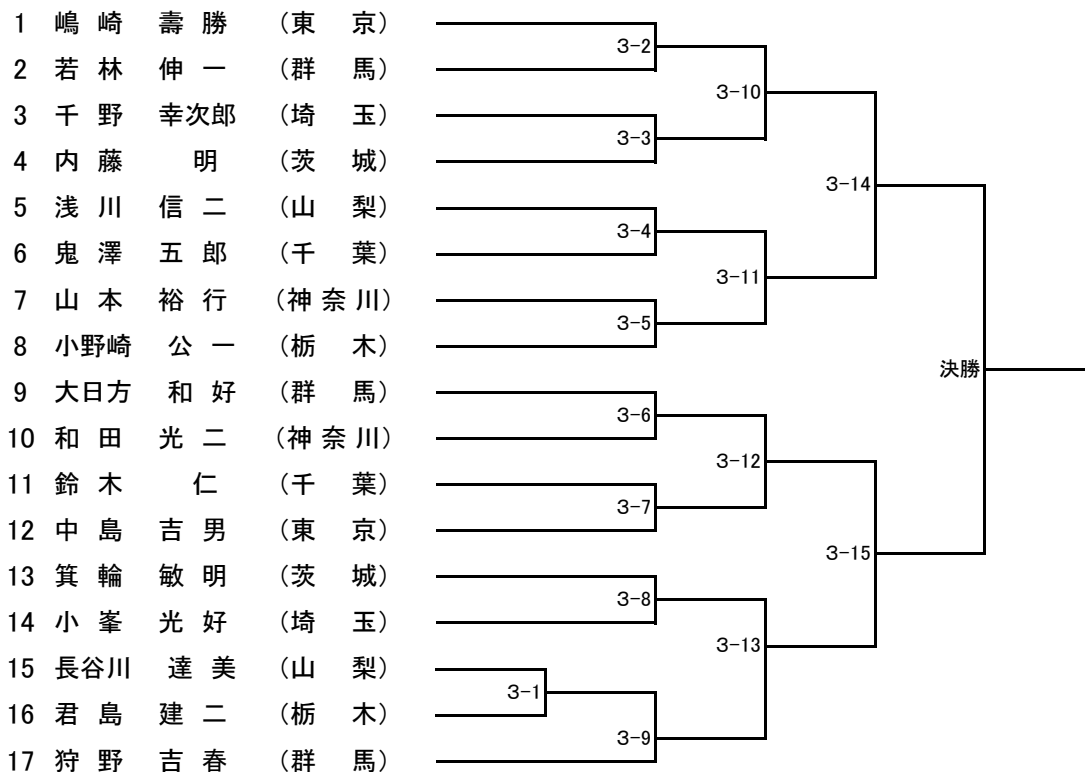 1 嶋崎 壽勝 （東京）
3-2
2 若林 伸一 （群馬）
3-10
3 千野 幸次郎 （埼玉）
3-3
4 内藤 明 （茨城）
3-14
5 浅川 信二 （山梨）
3-4
6 鬼澤 五郎 （千葉）
3-11
7 山本 裕行 （神奈川）
3-5
8 小野崎 公一 （栃木）
決勝
9 大日方 和好 （群馬）
3-6
10 和田 光二 （神奈川）
3-12
11 鈴木 仁 （千葉）
3-7
12 中島 吉男 （東京）
3-15
13 箕輪 敏明 （茨城）
3-8
14 小峯 光好 （埼玉）
3-13
15 長谷川 達美 （山梨）
3-1
16 君島 建二 （栃木）
3-9
17 狩野 吉春 （群馬）